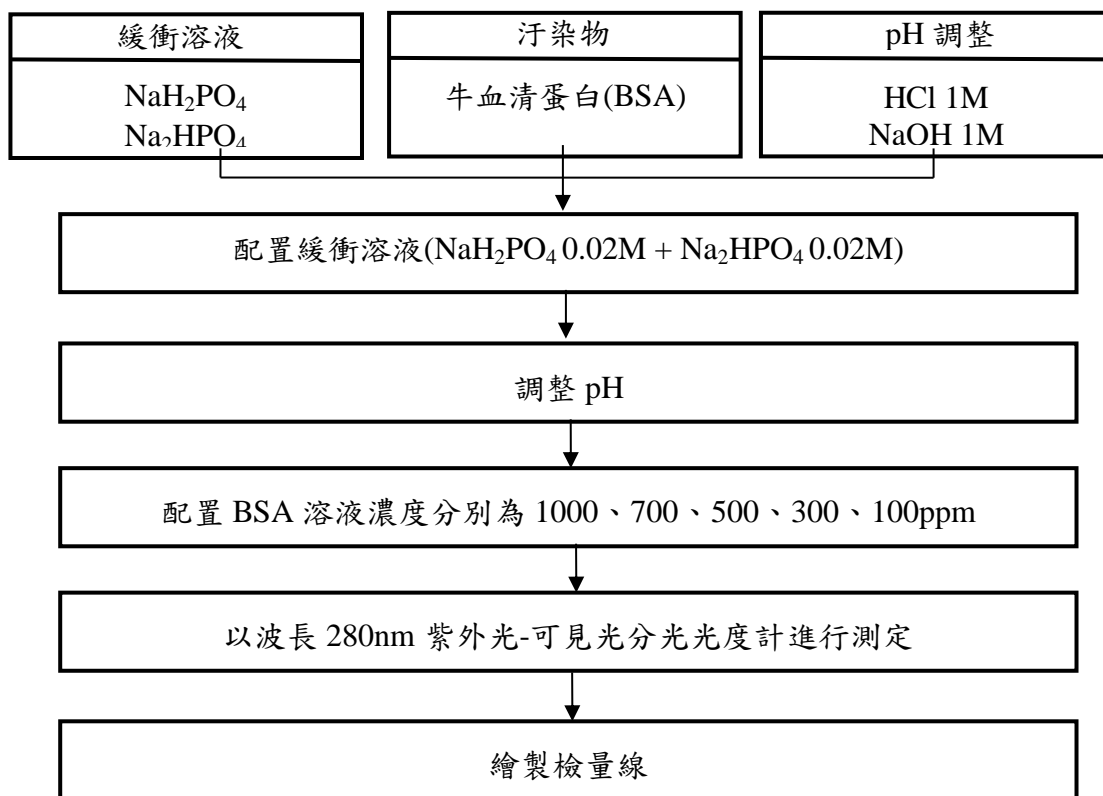 緩衝溶液
NaH₂PO₄
Na₂HPO₄
汙染物
牛血清蛋白(BSA)
pH 調整
HCl 1M
NaOH 1M
配置緩衝溶液(NaH₂PO₄ 0.02M + Na₂HPO₄ 0.02M)
調整 pH
配置 BSA 溶液濃度分別為 1000、700、500、300、100ppm
以波長 280nm 紫外光-可見光分光光度計進行測定
繪製檢量線